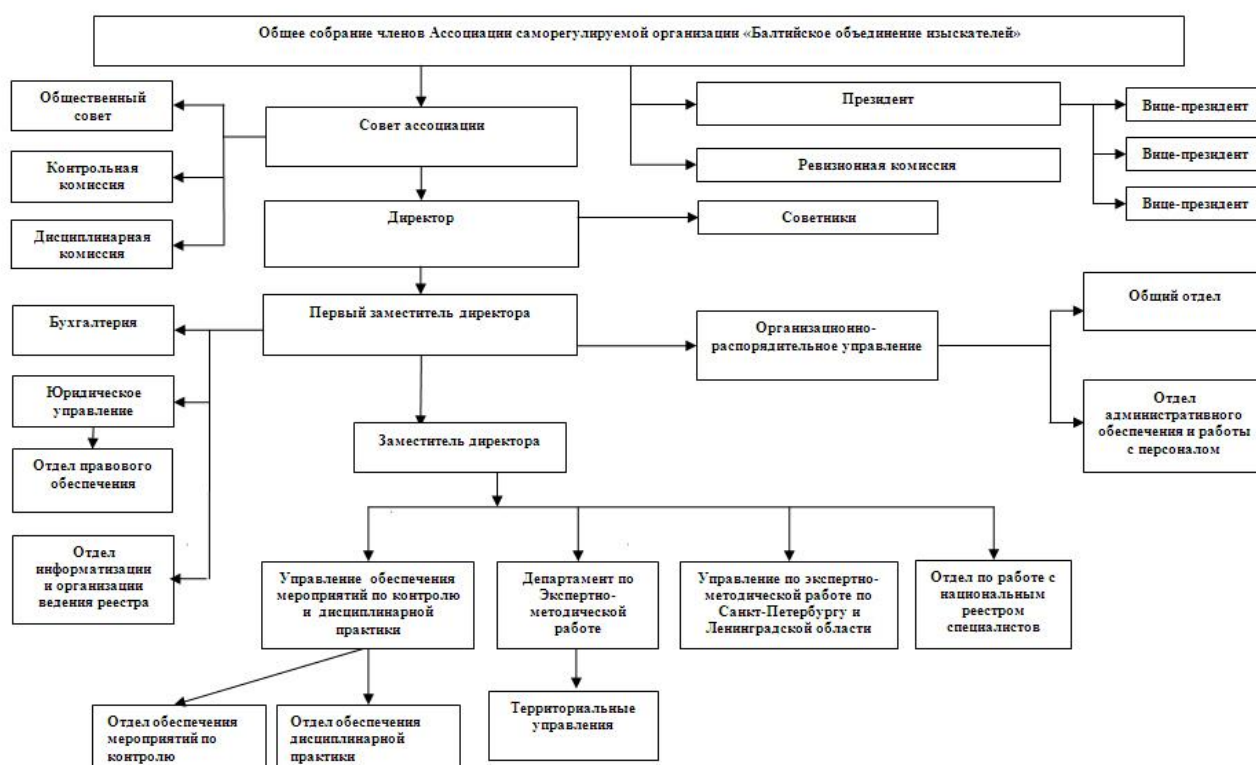 Общее собрание членов Ассоциации саморегулируемой организации «Балтийское объединение изыскателей»
Общественный
совет
Совет ассоциации
Президент
Вице-президент
Вице-президент
Вице-президент
Контрольная
комиссия
Ревизионная комиссия
Дисциплинарная
комиссия
Директор
Советники
Бухгалтерия
Первый заместитель директора
Организационно-
распорядительное управление
Общий отдел
Юридическое
управление
Отдел
административного
обеспечения и работы
с персоналом
Заместитель директора
Отдел правового
обеспечения
Отдел
информатизации
и организации
ведения реестра
Управление обеспечения
мероприятий по контролю
и дисциплинарной
практики
Департамент по
Экспертно-
методической
работе
Управление по экспертно-
методической работе по
Санкт-Петербургу и
Ленинградской области
Отдел по работе с
национальным
реестром
специалистов
Отдел обеспечения
мероприятий по
контролю
Отдел обеспечения
дисциплинарной
практики
Территориальные
управления